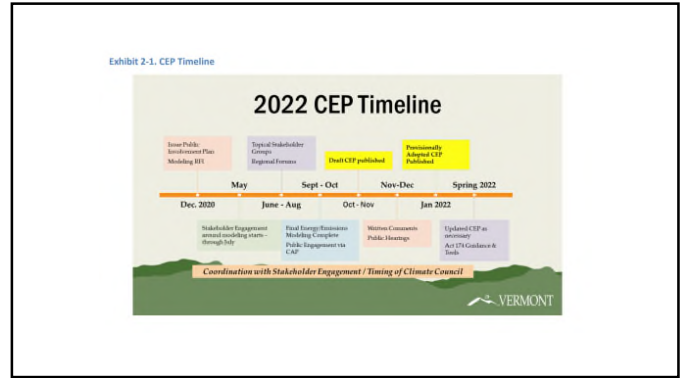 Exhibit 2-1. CEP Timeline
2022 CEP Timeline
Issue Public
Involvement Plan
Modeling RFI
Topical Stakeholder
Groups
Regional Forums
Draft CEP published
Provisionally
Adopted CEP
Published
May
Sept - Oct
Nov-Dec
Spring 2022
Dec. 2020
June - Aug
Oct - Nov
Jan 2022
Stakeholder Engagement
around modeling starts -
through July
Final Energy/Emissions
Modeling Complete
Public Engagement via
CAP
Written Comments
Public Hearings
Updated CEP as
necessary
Act 174 Guidance &
Tools
Coordination with Stakeholder Engagement / Timing of Climate Council
VERMONT